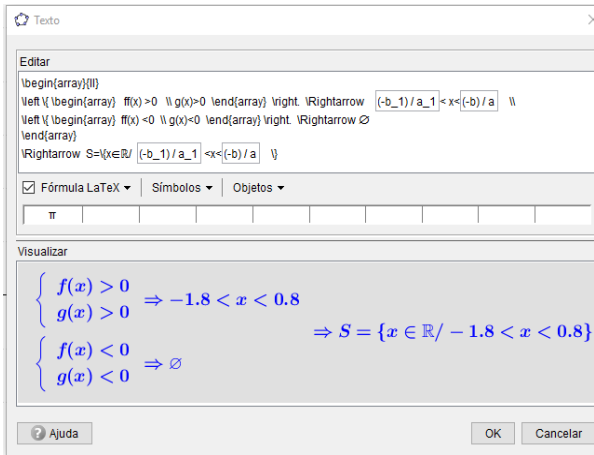 Texto
Editar
\begin{array}{ll}
\left \{ \begin{array}  ff(x) >0  \\ g(x)>0  \end{array} \right.  \Rightarrow  (-b_1) / a_1 < x< (-b) / a  \\
\left \{ \begin{array}  ff(x) <0  \\ g(x)<0  \end{array} \right.  \Rightarrow ∅
\end{array}
\Rightarrow  S=\{x∈ℝ/  (-b_1) / a_1  <x< (-b) / a  \}
Fórmula LaTeX Símbolos Objetos
π
Visualizar
f(x) > 0
g(x) > 0
⇒ −1.8 < x < 0.8
⇒ S = {x ∈ ℝ/ − 1.8 < x < 0.8}
f(x) < 0
g(x) < 0
⇒ ∅
Ajuda OK Cancelar